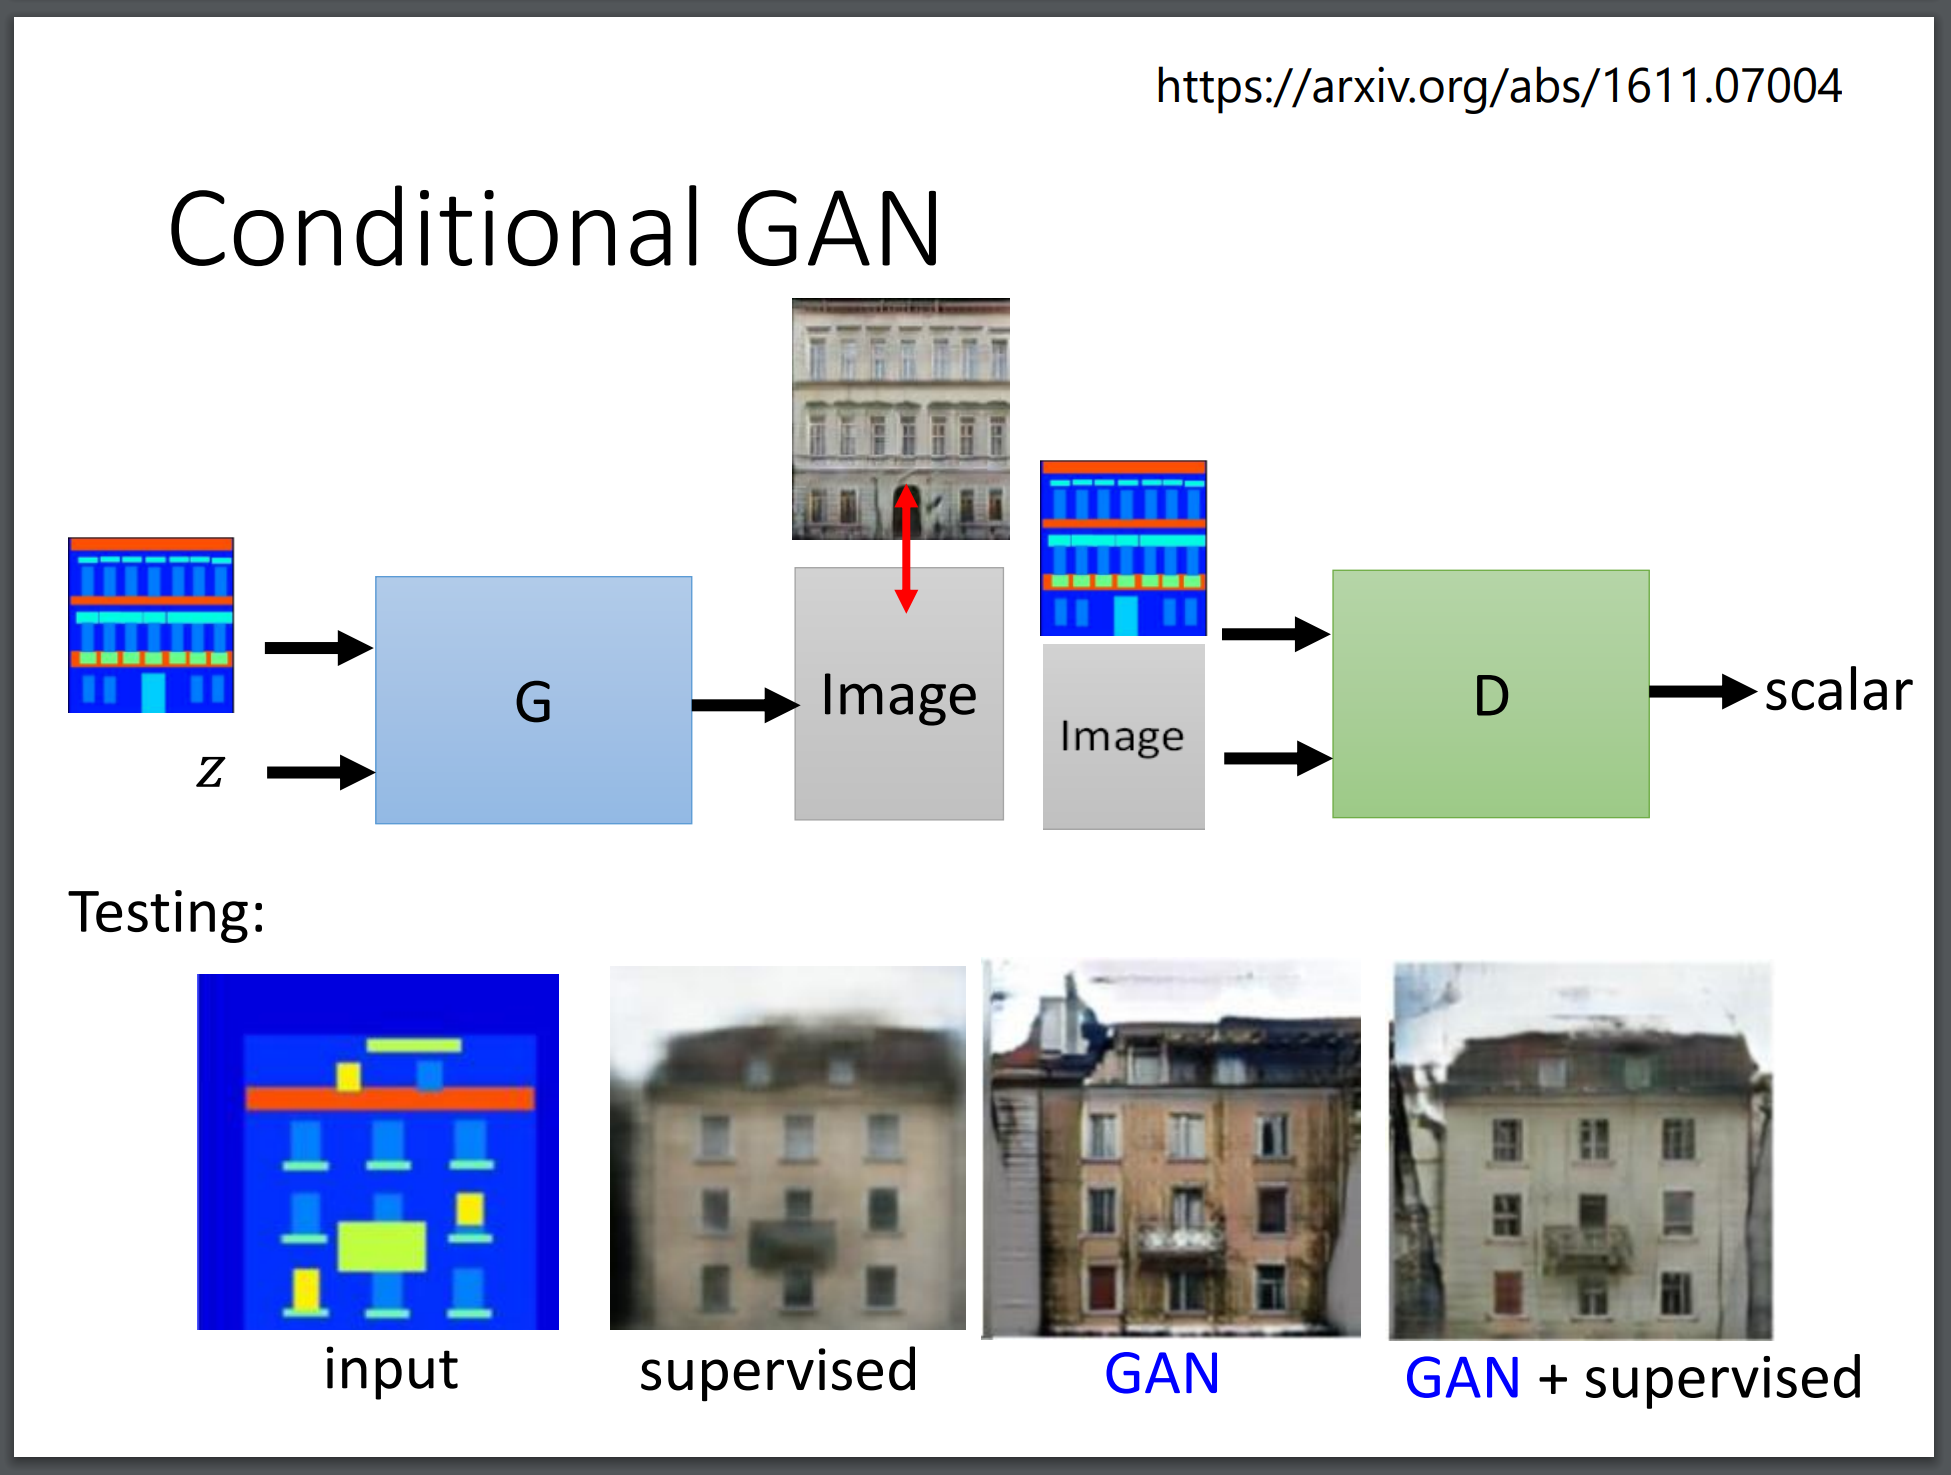 https://arxiv.org/abs/1611.07004
Conditional GAN
G
z
Image
Image
D
scalar
Testing:
input
supervised
GAN
GAN + supervised